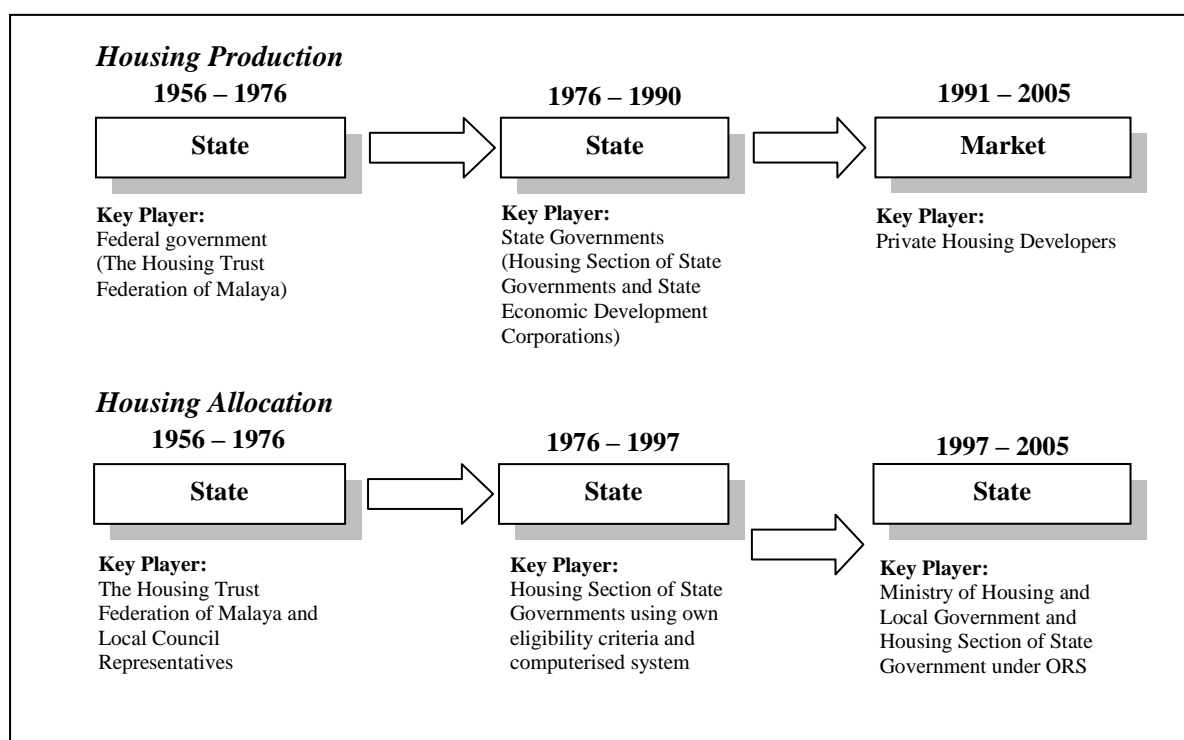 Housing Production
1956 – 1976
1976 – 1990
1991 – 2005
State
State
Market
Key Player:
Federal government
(The Housing Trust
Federation of Malaya)
Key Player:
State Governments
(Housing Section of State
Governments and State
Economic Development
Corporations)
Key Player:
Private Housing Developers
Housing Allocation
1956 – 1976
1976 – 1997
1997 – 2005
State
State
State
Key Player:
The Housing Trust
Federation of Malaya and
Local Council
Representatives
Key Player:
Housing Section of State
Governments using own
eligibility criteria and
computerised system
Key Player:
Ministry of Housing and
Local Government and
Housing Section of State
Government under ORS